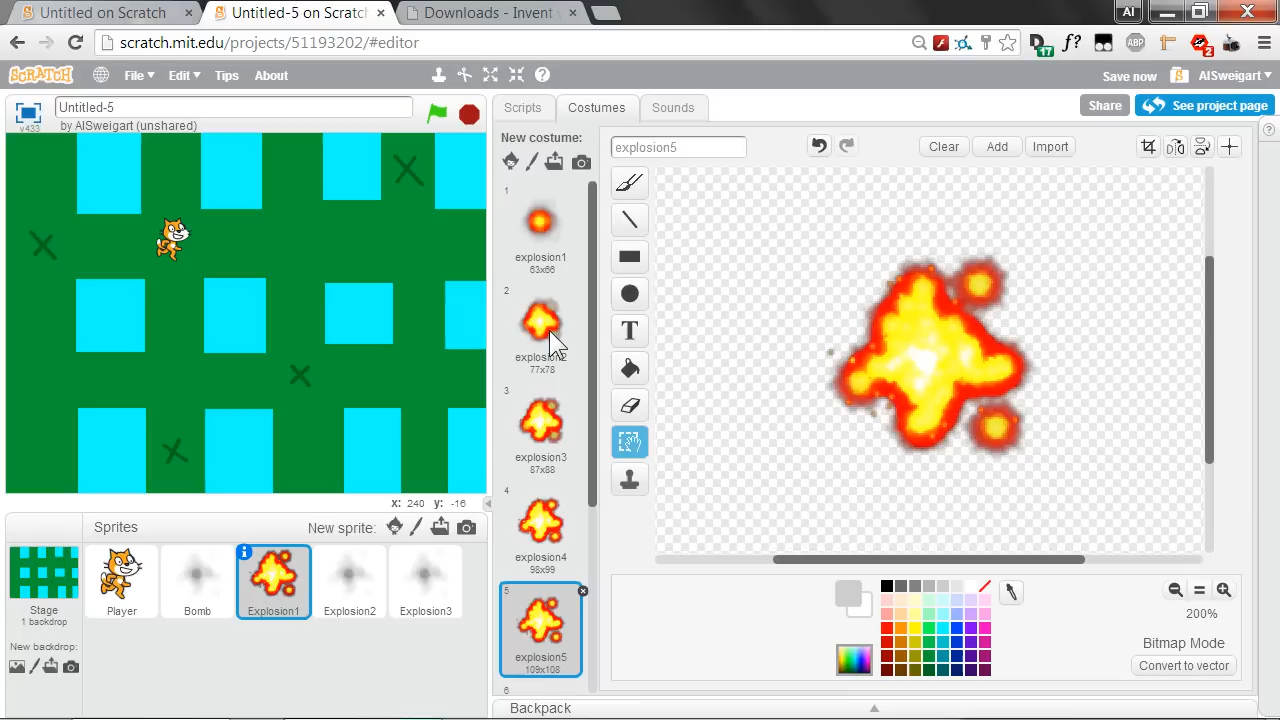 Untitled on Scratch
Untitled-5 on Scratc
Downloads - Invent
AI
scratch.mit.edu/projects/51193202/#editor
17
f?
ABP
2
SCRATCH
File
Edit
Tips
About
Save now
AlSweigart
v433
Untitled-5
by AlSweigart (unshared)
Scripts
Costumes
Sounds
Share
See project page
New costume:
explosion5
Clear
Add
Import
1
explosion1
63x66
2
explosion2
77x78
3
explosion3
87x88
4
explosion4
98x99
5
explosion5
109x108
6
T
x: 240 y: -16
Sprites
New sprite:
Stage
1 backdrop
New backdrop:
Player
Bomb
Explosion1
Explosion2
Explosion3
200%
Bitmap Mode
Convert to vector
Backpack